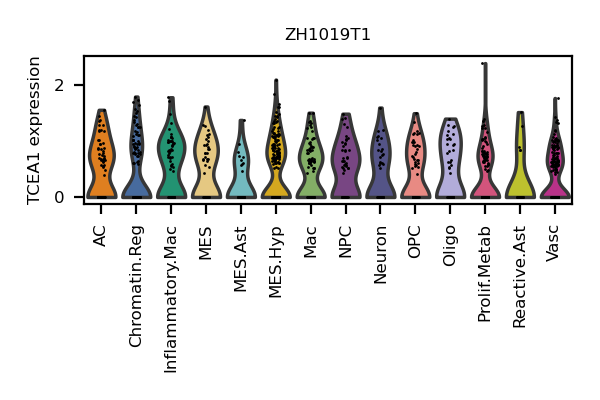 ZH1019T1
TCEA1 expression
2
0
AC
Chromatin.Reg
Inflammatory.Mac
MES
MES.Ast
MES.Hyp
Mac
NPC
Neuron
OPC
Oligo
Prolif.Metab
Reactive.Ast
Vasc